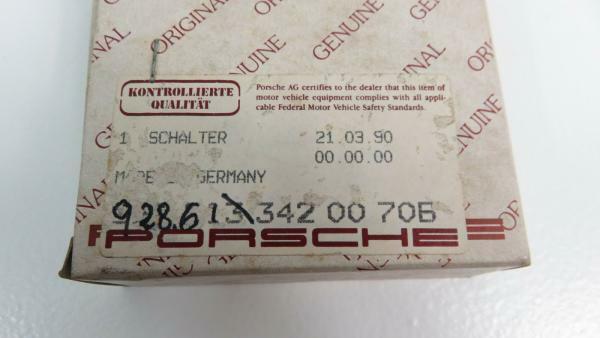 ORIGINAL
GENUINE
ORIGINAL
GENUINE
KONTROLLIERTE
QUALITÄT
Porsche AG certifies to the dealer that this item of
motor vehicle equipment complies with all appli-
cable Federal Motor Vehicle Safety Standards.
1 SCHALTER 21.03.90
00.00.00
GERMANY
928.613 342 00 70B
PORSCHE